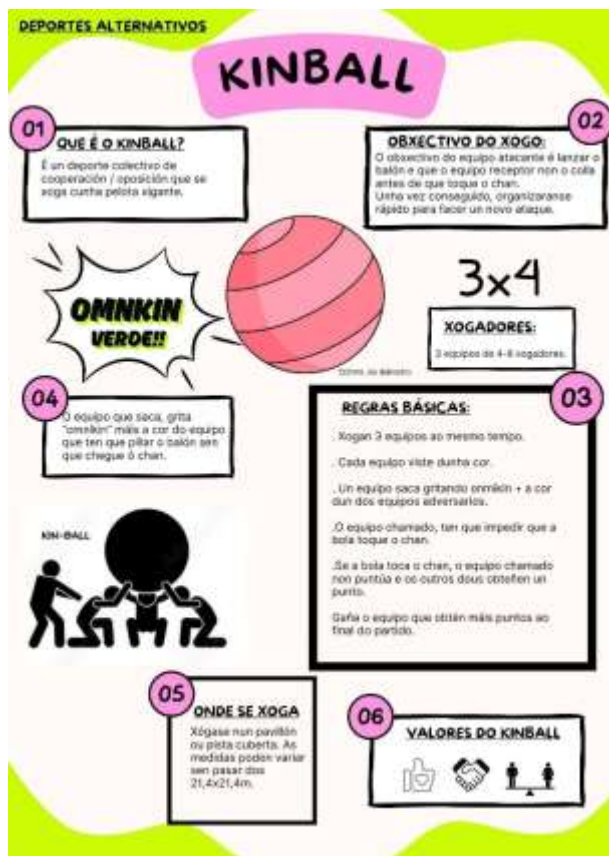 DEPORTES ALTERNATIVOS
KINBALL
01
QUE É O KINBALL?
É un deporte colectivo de
cooperación / oposición que se
xoga cunha pelota xigante.
02
OBXECTIVO DO XOGO:
O obxectivo do equipo atacante é lanzar o
balón e que o equipo receptor non o colla
antes de que toque o chan.
Unha vez conseguido, organizaranse
rápido para facer un novo ataque.
OMNKIN
VERDE!!
3x4
XOGADORES:
3 equipos de 4-8 xogadores.
04
O equipo que saca, grita
"omnikin" máis a cor do equipo
que ten que pillar o balón sen
que chegue ó chan.
03
REGRAS BÁSICAS:
. Xogan 3 equipos ao mesmo tempo.
. Cada equipo viste dunha cor.
. Un equipo saca gritando onmikin + a cor
dun dos equipos adversarios.
.O equipo chamado, ten que impedir que a
bola toque o chan.
.Se a bola toca o chan, o equipo chamado
non puntúa e os outros dous obteñen un
punto.
Gaña o equipo que obtén máis puntos ao
final do partido.
KIN-BALL
05
ONDE SE XOGA
Xógase nun pavillón
ou pista cuberta. As
medidas poden variar
sen pasar dos
21,4x21,4m.
06
VALORES DO KINBALL